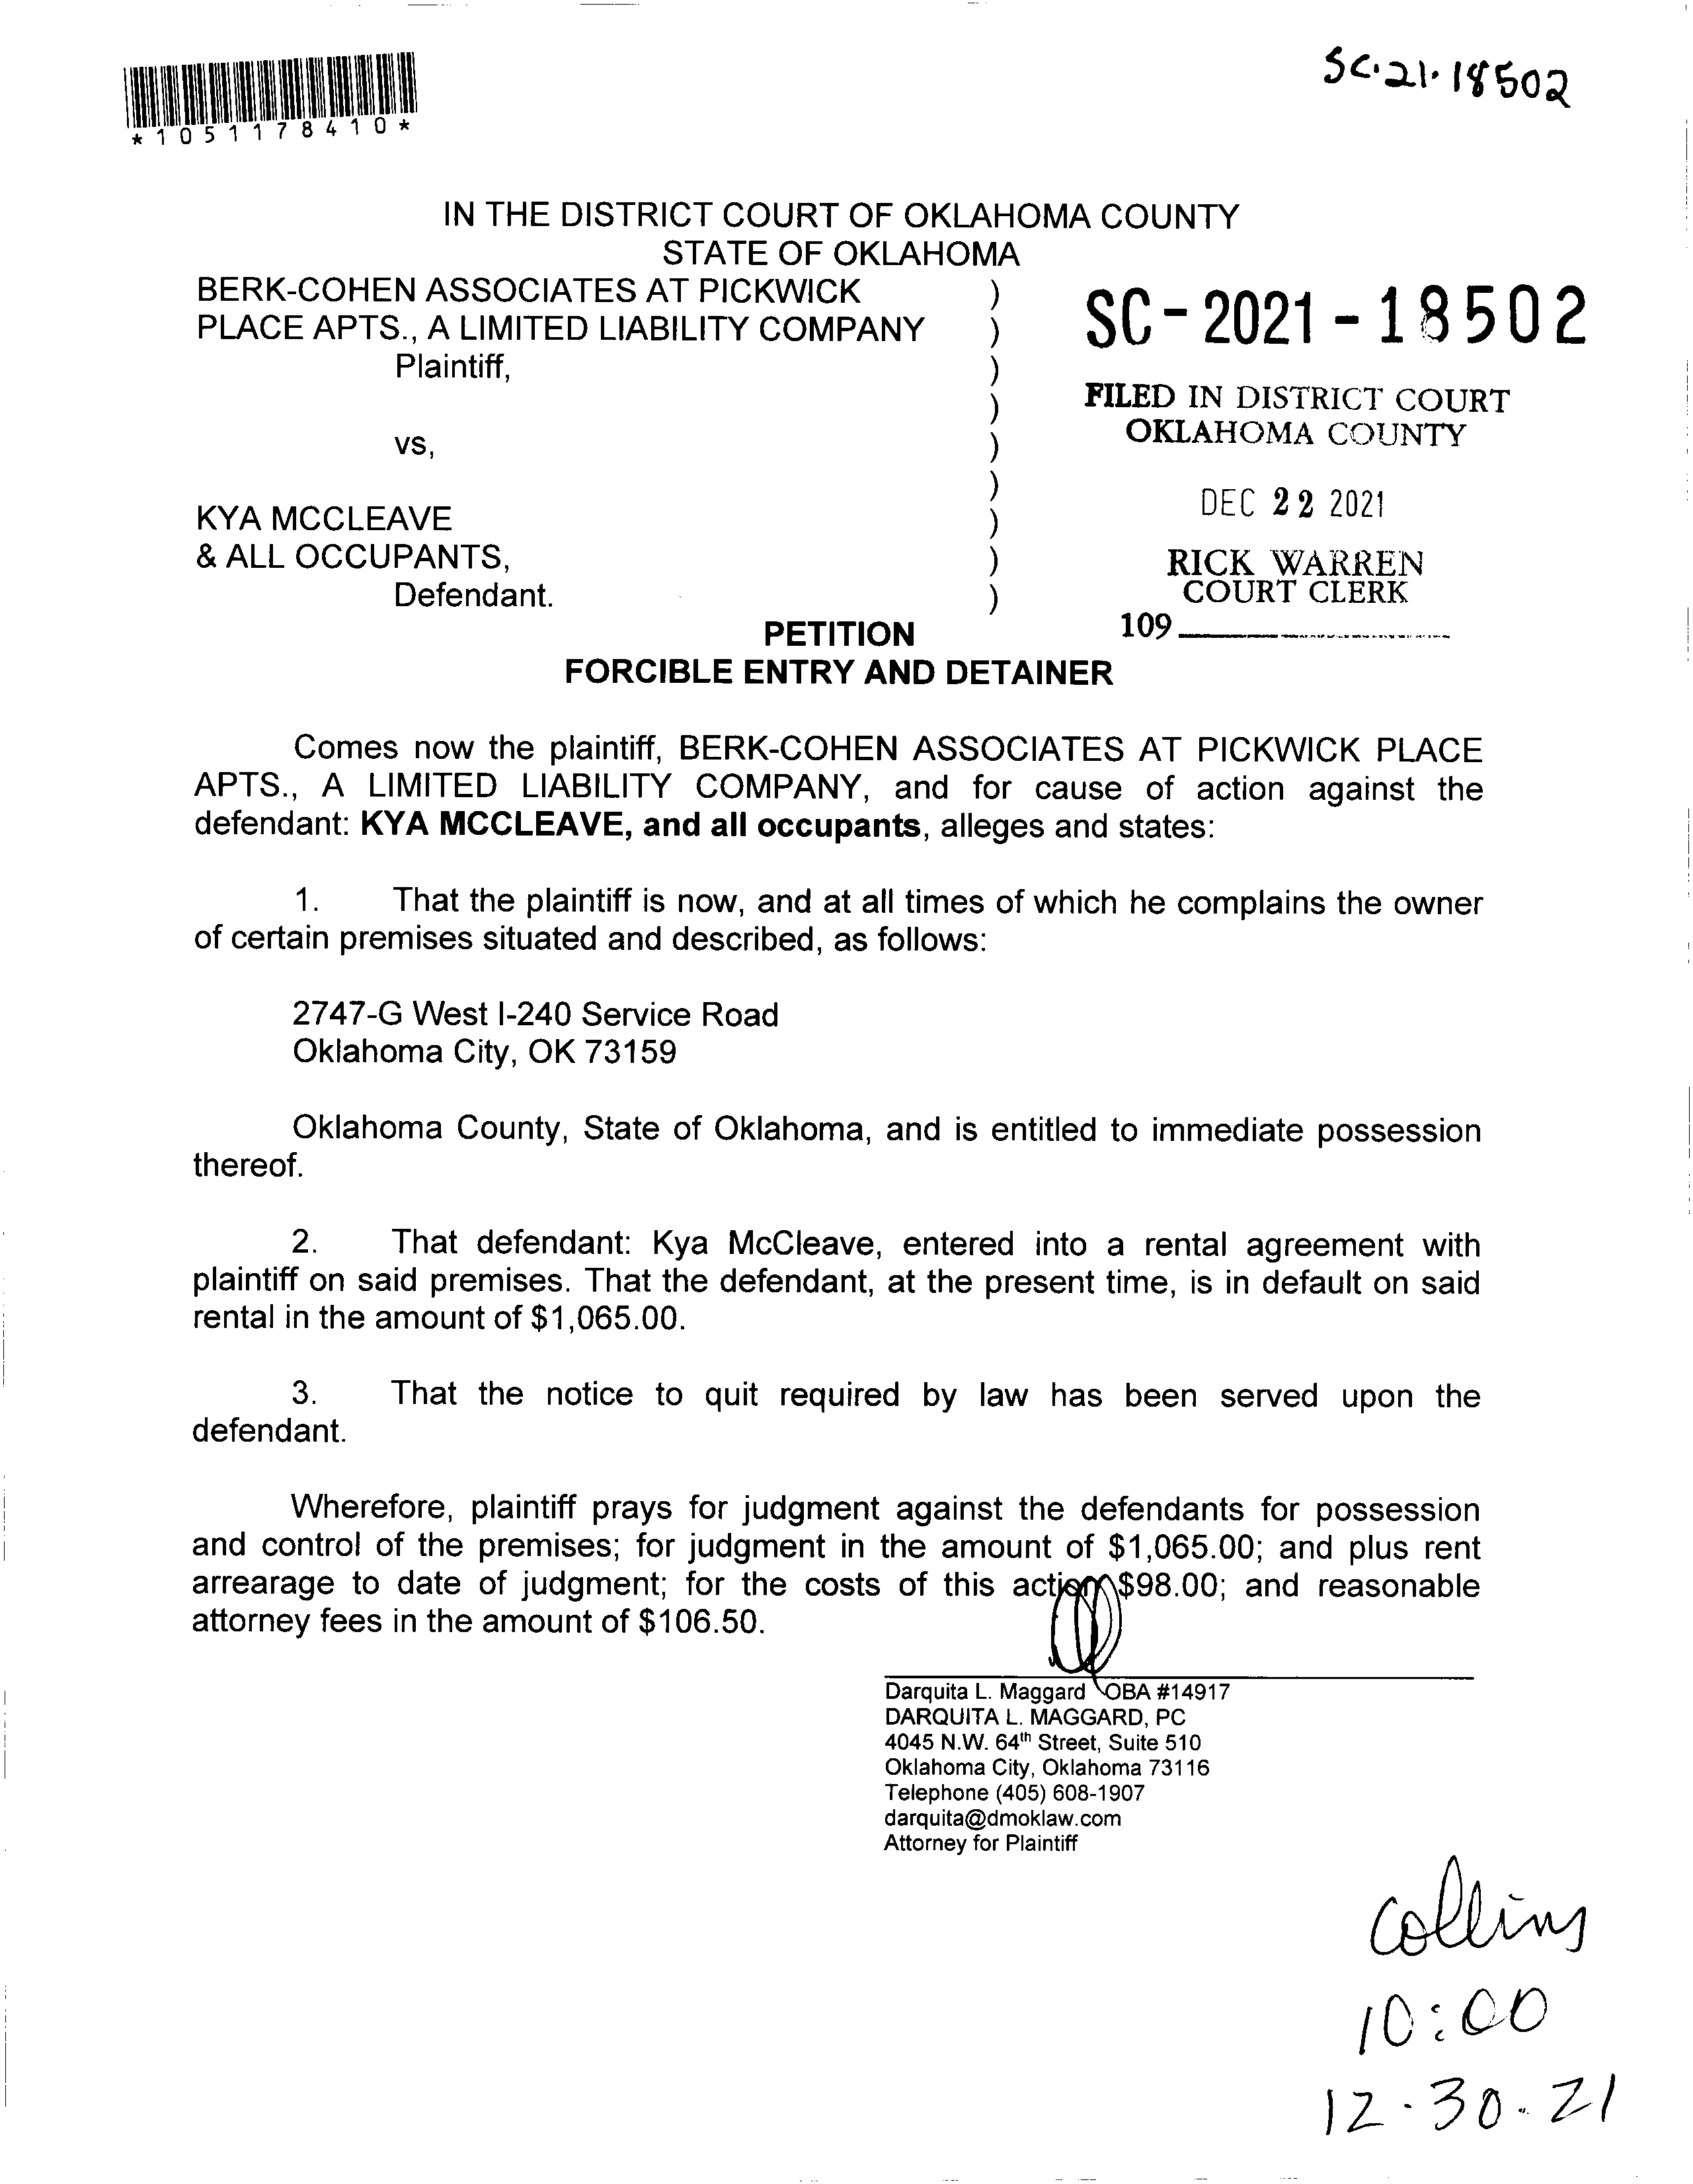 SC.21.18502
*1051178410*
IN THE DISTRICT COURT OF OKLAHOMA COUNTY
STATE OF OKLAHOMA
BERK-COHEN ASSOCIATES AT PICKWICK )
PLACE APTS., A LIMITED LIABILITY COMPANY )
Plaintiff, )
)
vs, )
)
KYA MCCLEAVE )
& ALL OCCUPANTS, )
Defendant. )
SC-2021-18502
FILED IN DISTRICT COURT
OKLAHOMA COUNTY
DEC 22 2021
RICK WARREN
COURT CLERK
109
PETITION
FORCIBLE ENTRY AND DETAINER
Comes now the plaintiff, BERK-COHEN ASSOCIATES AT PICKWICK PLACE
APTS., A LIMITED LIABILITY COMPANY, and for cause of action against the
defendant: KYA MCCLEAVE, and all occupants, alleges and states:
1. That the plaintiff is now, and at all times of which he complains the owner
of certain premises situated and described, as follows:
2747-G West I-240 Service Road
Oklahoma City, OK 73159
Oklahoma County, State of Oklahoma, and is entitled to immediate possession
thereof.
2. That defendant: Kya McCleave, entered into a rental agreement with
plaintiff on said premises. That the defendant, at the present time, is in default on said
rental in the amount of $1,065.00.
3. That the notice to quit required by law has been served upon the
defendant.
Wherefore, plaintiff prays for judgment against the defendants for possession
and control of the premises; for judgment in the amount of $1,065.00; and plus rent
arrearage to date of judgment; for the costs of this action $98.00; and reasonable
attorney fees in the amount of $106.50.
Darquita L. Maggard OBA #14917
DARQUITA L. MAGGARD, PC
4045 N.W. 64th Street, Suite 510
Oklahoma City, Oklahoma 73116
Telephone (405) 608-1907
darquita@dmoklaw.com
Attorney for Plaintiff
Collins
10:00
12-30-21